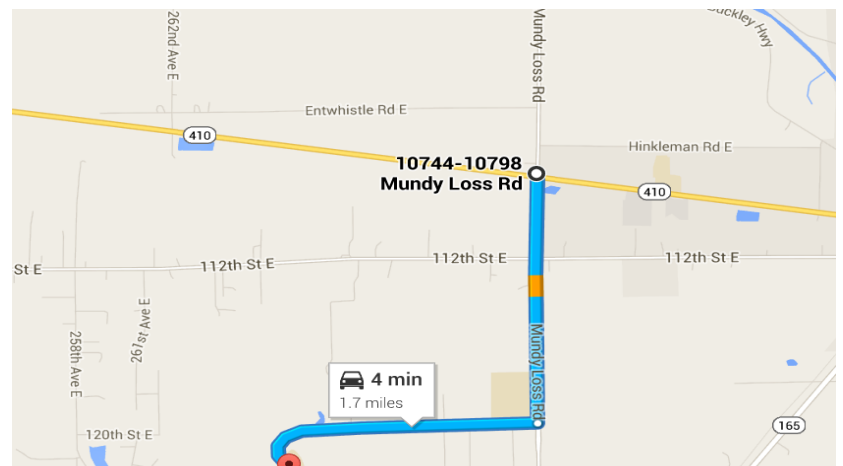 262nd Ave E
Mundy Loss Rd
Buckley Hwy
Entwhistle Rd E
410
Hinkleman Rd E
10744-10798
Mundy Loss Rd
410
St E
112th St E
112th St E
112th St E
258th Ave E
261st Ave E
Mundy Loss Rd
4 min
1.7 miles
120th St E
165